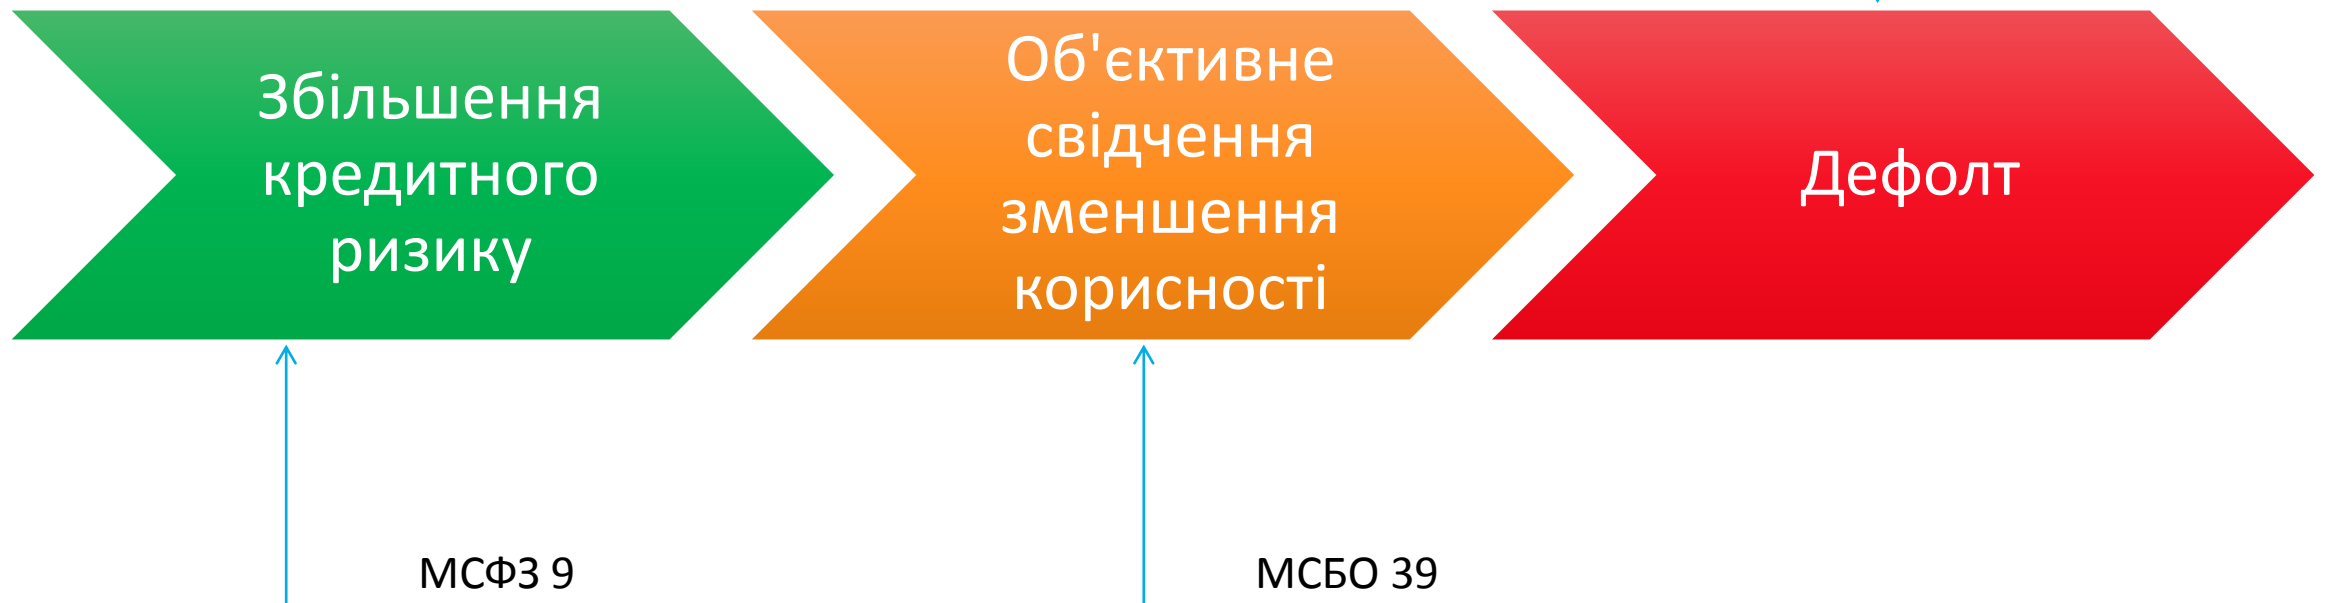 Збільшення
кредитного
ризику
Об'єктивне
свідчення
зменшення
корисності
Дефолт
МСФЗ 9
МСБО 39